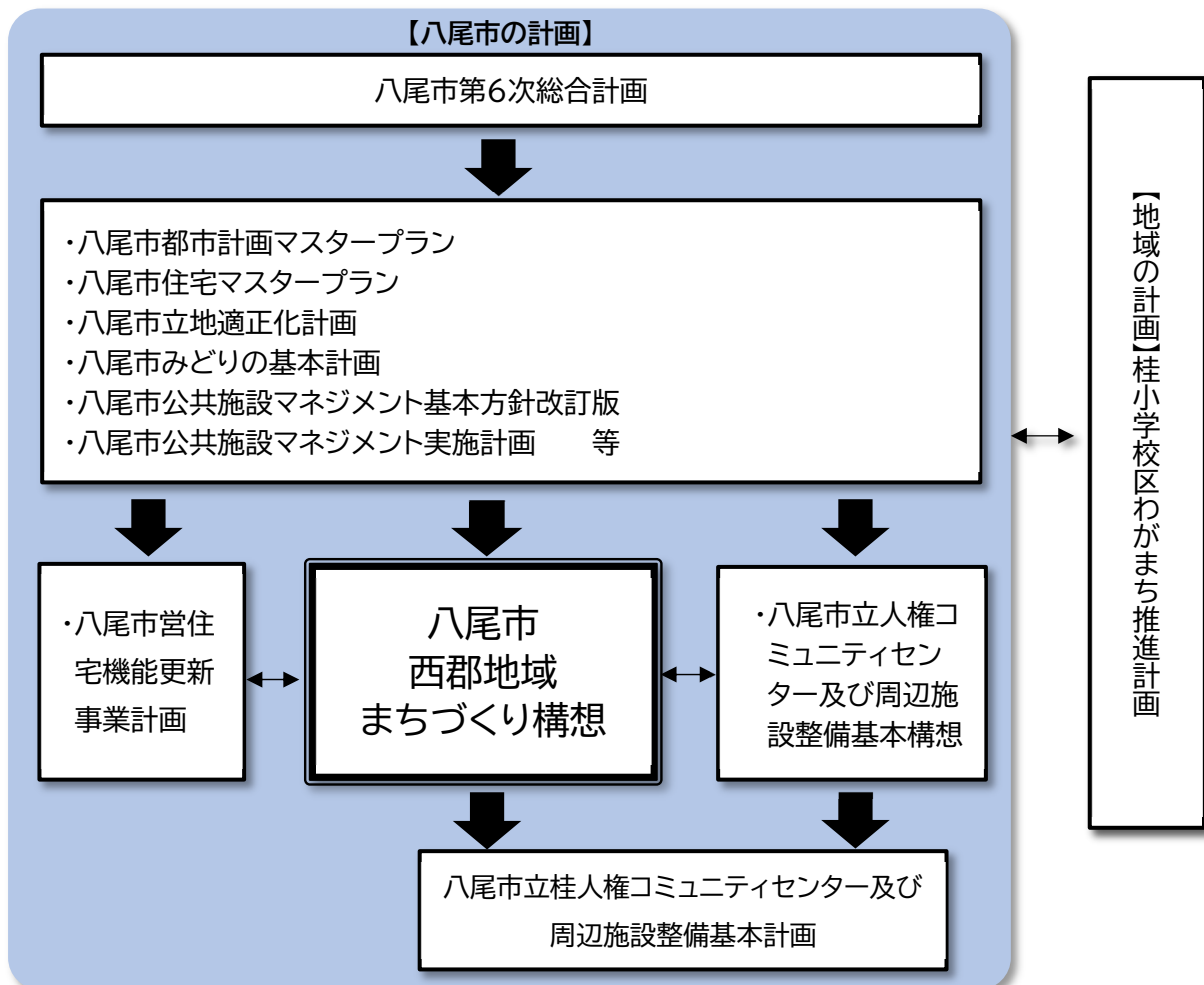 【八尾市の計画】
八尾市第6次総合計画
・八尾市都市計画マスタープラン
・八尾市住宅マスタープラン
・八尾市立地適正化計画
・八尾市みどりの基本計画
・八尾市公共施設マネジメント基本方針改訂版
・八尾市公共施設マネジメント実施計画　　等
・八尾市営住
宅機能更新
事業計画
八尾市
西郡地域
まちづくり構想
・八尾市立人権コ
ミュニティセン
ター及び周辺施
設整備基本構想
八尾市立桂人権コミュニティセンター及び
周辺施設整備基本計画
【地域の計画】桂小学校区わがまち推進計画